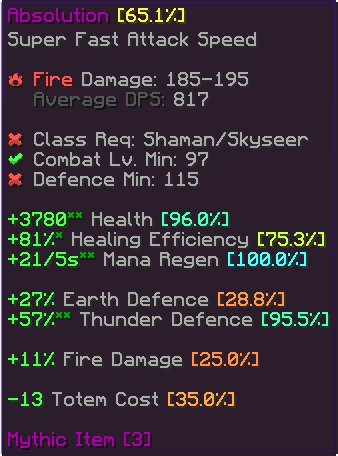 Absolution [65.1%]
Super Fast Attack Speed
Fire Damage: 185-195
Average DPS: 817
✖ Class Req: Shaman/Skyseer
✔ Combat Lv. Min: 97
✖ Defence Min: 115
+3780** Health [96.0%]
+81%* Healing Efficiency [75.3%]
+21/5s** Mana Regen [100.0%]
+27% Earth Defence [28.8%]
+57%** Thunder Defence [95.5%]
+11% Fire Damage [25.0%]
-13 Totem Cost [35.0%]
Mythic Item [3]